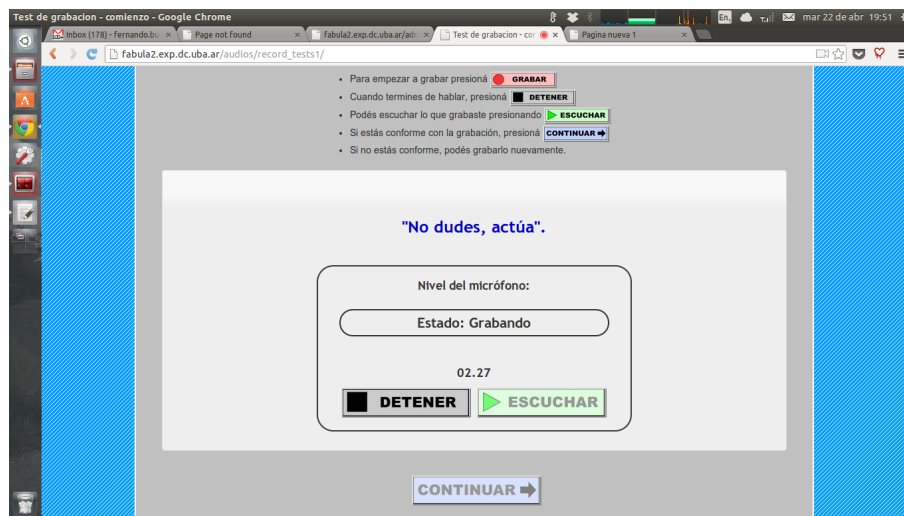 Test de grabacion - comienzo - Google Chrome
En
mar 22 de abr 19:51
Inbox (178) - Fernando.bu
Page not found
fabula2.exp.dc.uba.ar/adm
Test de grabacion - co
Pagina nueva 1
fabula2.exp.dc.uba.ar/audios/record_tests1/
Para empezar a grabar presioná GRABAR
Cuando termines de hablar, presioná DETENER
Podés escuchar lo que grabaste presionando ESCUCHAR
Si estás conforme con la grabación, presioná CONTINUAR
Si no estás conforme, podés grabarlo nuevamente.
"No dudes, actúa".
Nivel del micrófono:
Estado: Grabando
02.27
DETENER ESCUCHAR
CONTINUAR